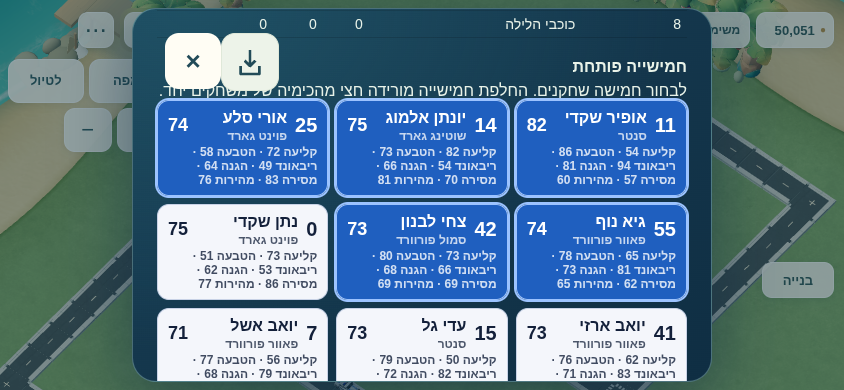 50,051
משימ
...
לטיול
מפה
–
בנייה
8 כוכבי הלילה 0 0 0
חמישייה פותחת
לבחור חמישה שחקנים. החלפת חמישייה מורידה חצי מהכימיה של משחקים יחד.
11 אופיר שקדי 82
סנטר
קליעה 54 · הטבעה 86 ·
ריבאונד 94 · הגנה 81 ·
מסירה 57 · מהירות 60
14 יונתן אלמוג 75
שוטינג גארד
קליעה 82 · הטבעה 73 ·
ריבאונד 54 · הגנה 66 ·
מסירה 70 · מהירות 81
25 אורי סלע 74
פוינט גארד
קליעה 72 · הטבעה 58 ·
ריבאונד 49 · הגנה 64 ·
מסירה 83 · מהירות 76
55 גיא נוף 74
פאוור פורוורד
קליעה 65 · הטבעה 78 ·
ריבאונד 81 · הגנה 73 ·
מסירה 62 · מהירות 65
42 צחי לבנון 73
סמול פורוורד
קליעה 73 · הטבעה 80 ·
ריבאונד 66 · הגנה 68 ·
מסירה 69 · מהירות 69
0 נתן שקדי 75
פוינט גארד
קליעה 73 · הטבעה 51 ·
ריבאונד 53 · הגנה 62 ·
מסירה 86 · מהירות 77
41 יואב ארזי 73
פאוור פורוורד
קליעה 62 · הטבעה 76 ·
ריבאונד 83 · הגנה 71 ·
15 עדי גל 73
סנטר
קליעה 50 · הטבעה 79 ·
ריבאונד 82 · הגנה 72 ·
7 יואב אשל 71
פאוור פורוורד
קליעה 56 · הטבעה 77 ·
ריבאונד 79 · הגנה 68 ·